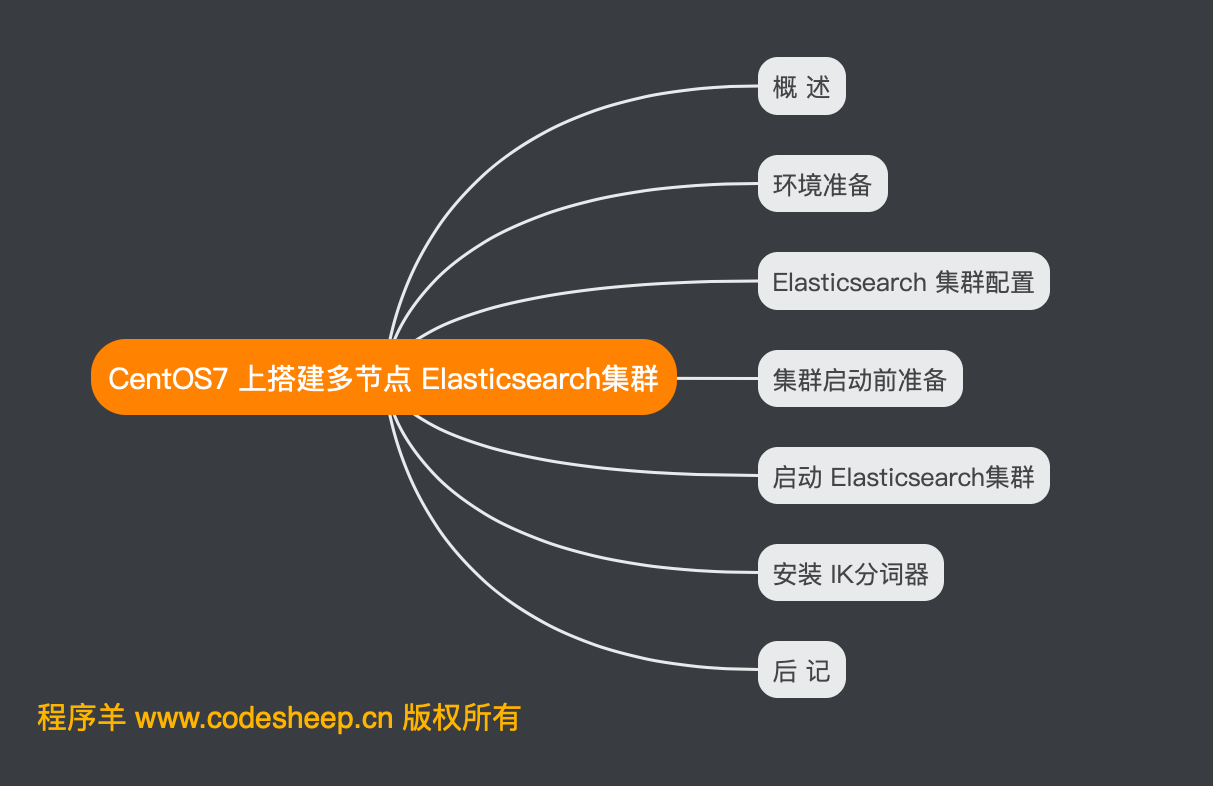 概 述
环境准备
Elasticsearch 集群配置
CentOS7 上搭建多节点 Elasticsearch集群
集群启动前准备
启动 Elasticsearch集群
安装 IK分词器
后 记
程序羊 www.codesheep.cn 版权所有